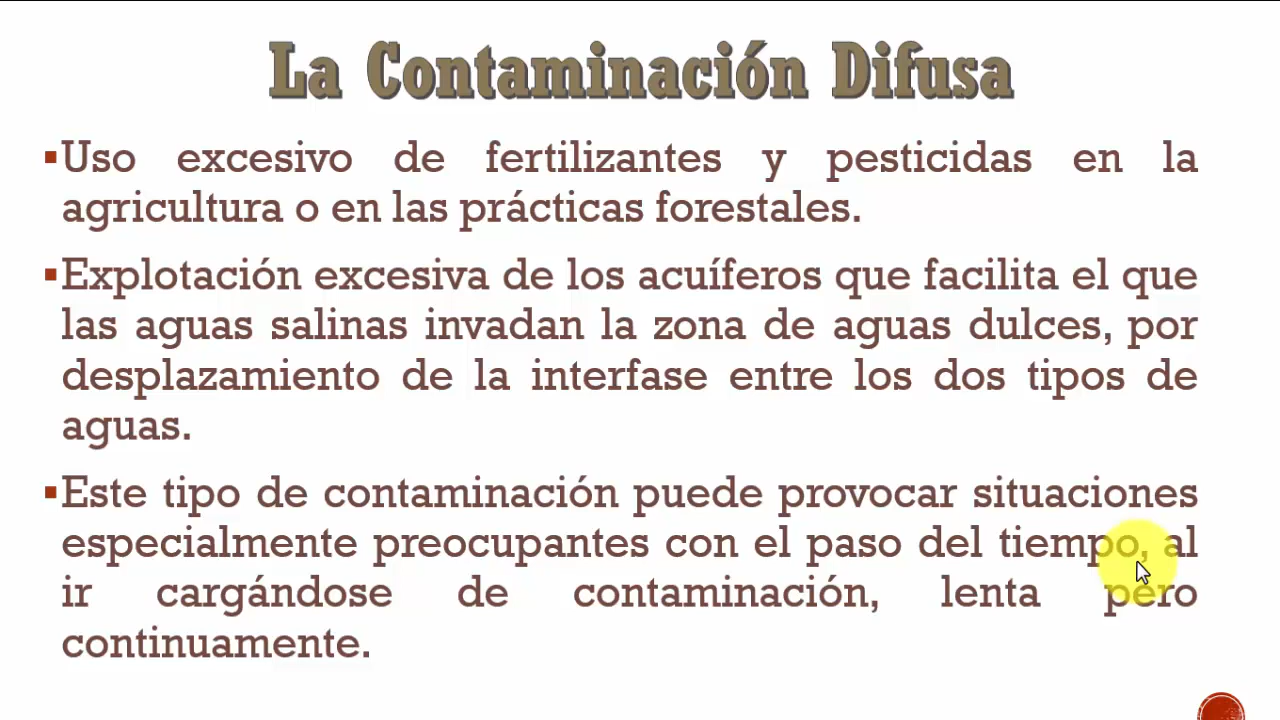 La Contaminación Difusa
▪Uso excesivo de fertilizantes y pesticidas en la
agricultura o en las prácticas forestales.
▪Explotación excesiva de los acuíferos que facilita el que
las aguas salinas invadan la zona de aguas dulces, por
desplazamiento de la interfase entre los dos tipos de
aguas.
▪Este tipo de contaminación puede provocar situaciones
especialmente preocupantes con el paso del tiempo, al
ir cargándose de contaminación, lenta pero
continuamente.